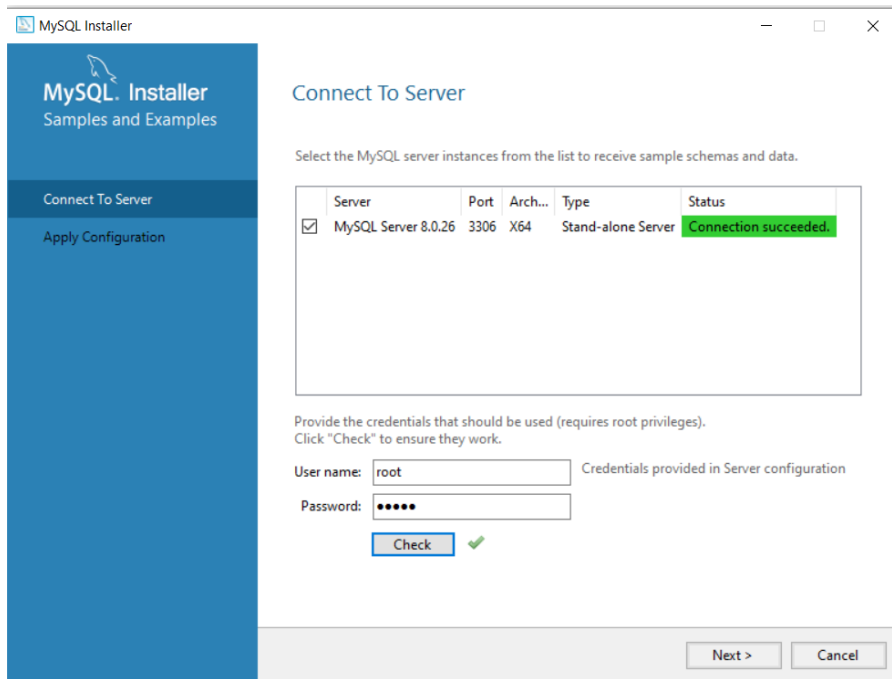 MySQL Installer
MySQL. Installer
Samples and Examples
Connect To Server
Apply Configuration
Connect To Server
Select the MySQL server instances from the list to receive sample schemas and data.
Server Port Arch... Type Status
MySQL Server 8.0.26 3306 X64 Stand-alone Server Connection succeeded.
Provide the credentials that should be used (requires root privileges).
Click "Check" to ensure they work.
User name: root Credentials provided in Server configuration
Password: •••••
Check
Next > Cancel